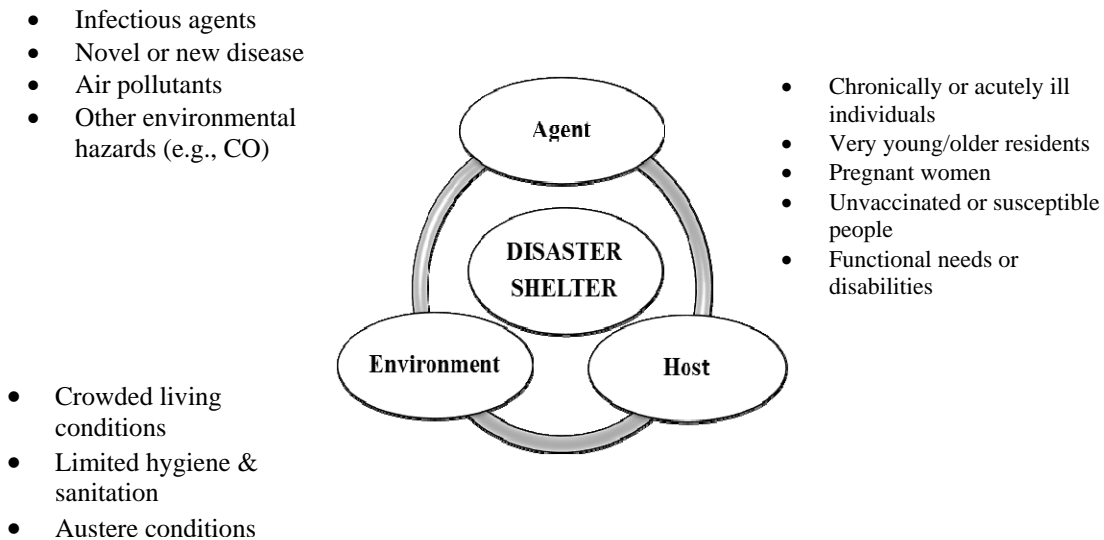 • Infectious agents
• Novel or new disease
• Air pollutants
• Other environmental
hazards (e.g., CO)
Agent
• Chronically or acutely ill
individuals
• Very young/older residents
• Pregnant women
• Unvaccinated or susceptible
people
• Functional needs or
disabilities
DISASTER
SHELTER
Environment
Host
• Crowded living
conditions
• Limited hygiene &
sanitation
• Austere conditions